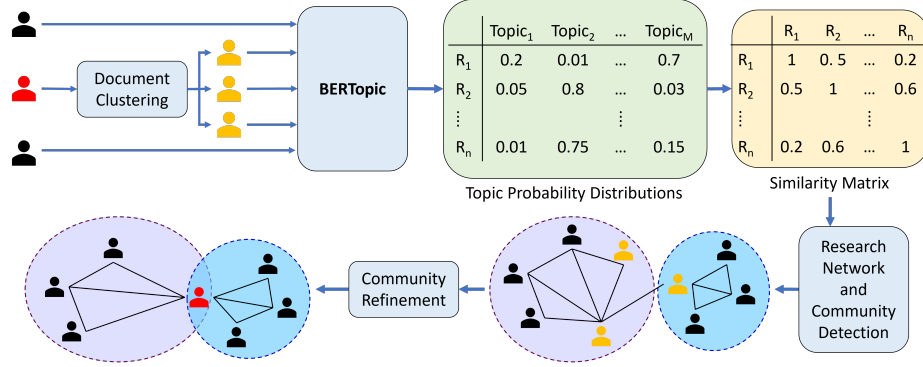 Document
Clustering
BERTopic
Topic1 Topic2 … TopicM
R1 0.2 0.01 … 0.7
R2 0.05 0.8 … 0.03
⋮ ⋮
Rn 0.01 0.75 … 0.15
Topic Probability Distributions
R1 R2 … Rn
R1 1 0.5 … 0.2
R2 0.5 1 … 0.6
⋮ ⋮
Rn 0.2 0.6 … 1
Similarity Matrix
Research
Network
and
Community
Detection
Community
Refinement